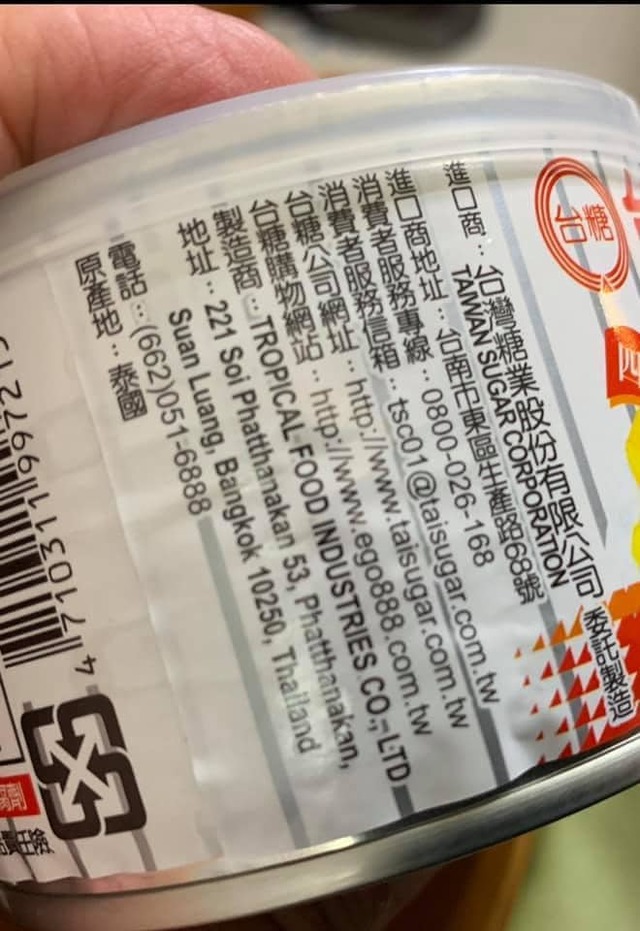 台糖
進口商：台灣糖業股份有限公司 委託製造
TAIWAN SUGAR CORPORATION
進口商地址：台南市東區生產路68號
消費者服務專線：0800-026-168
消費者服務信箱：tsc01@taisugar.com.tw
台糖公司網址：http://www.taisugar.com.tw
台糖購物網站：http://www.ego888.com.tw
製造商：TROPICAL FOOD INDUSTRIES CO., LTD.
地址：221 Soi Phatthanakan 53, Phatthanakan,
Suan Luang, Bangkok 10250, Thailand
電話：(662)051-6888
原產地：泰國